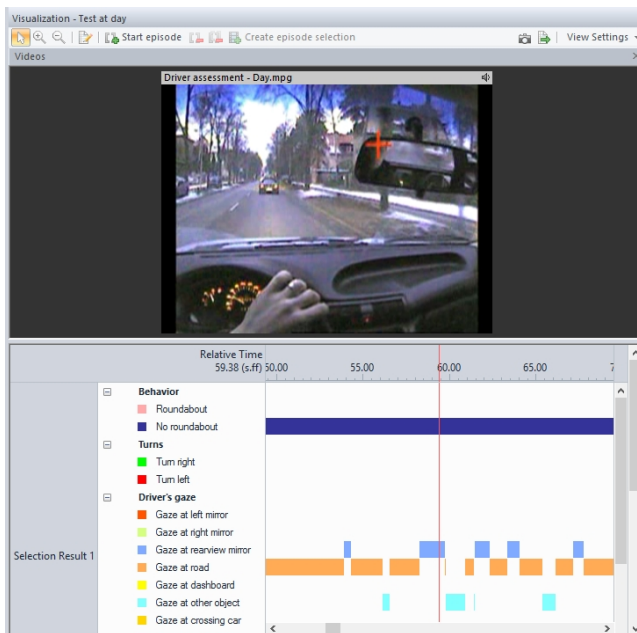 Visualization - Test at day
Start episode Create episode selection View Settings
Videos
Driver assessment - Day.mpg
Relative Time
59.38 (s.ff) 50.00 55.00 60.00 65.00 7
Behavior
Roundabout
No roundabout
Turns
Turn right
Turn left
Driver's gaze
Gaze at left mirror
Gaze at right mirror
Selection Result 1 Gaze at rearview mirror
Gaze at road
Gaze at dashboard
Gaze at other object
Gaze at crossing car